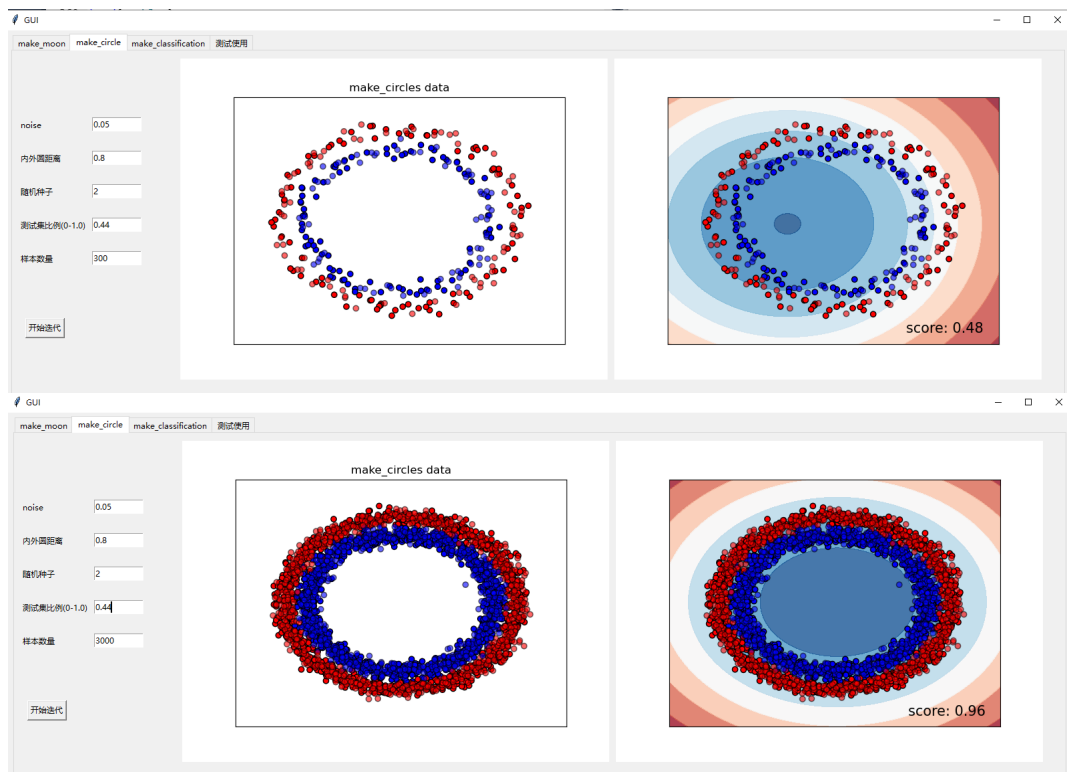 GUI
make_moon make_circle make_classification 测试使用
make_circles data
noise 0.05
内外圆距离 0.8
随机种子 2
测试集比例(0-1.0) 0.44
样本数量 300
开始迭代
score: 0.48
GUI
make_moon make_circle make_classification 测试使用
make_circles data
noise 0.05
内外圆距离 0.8
随机种子 2
测试集比例(0-1.0) 0.44
样本数量 3000
开始迭代
score: 0.96